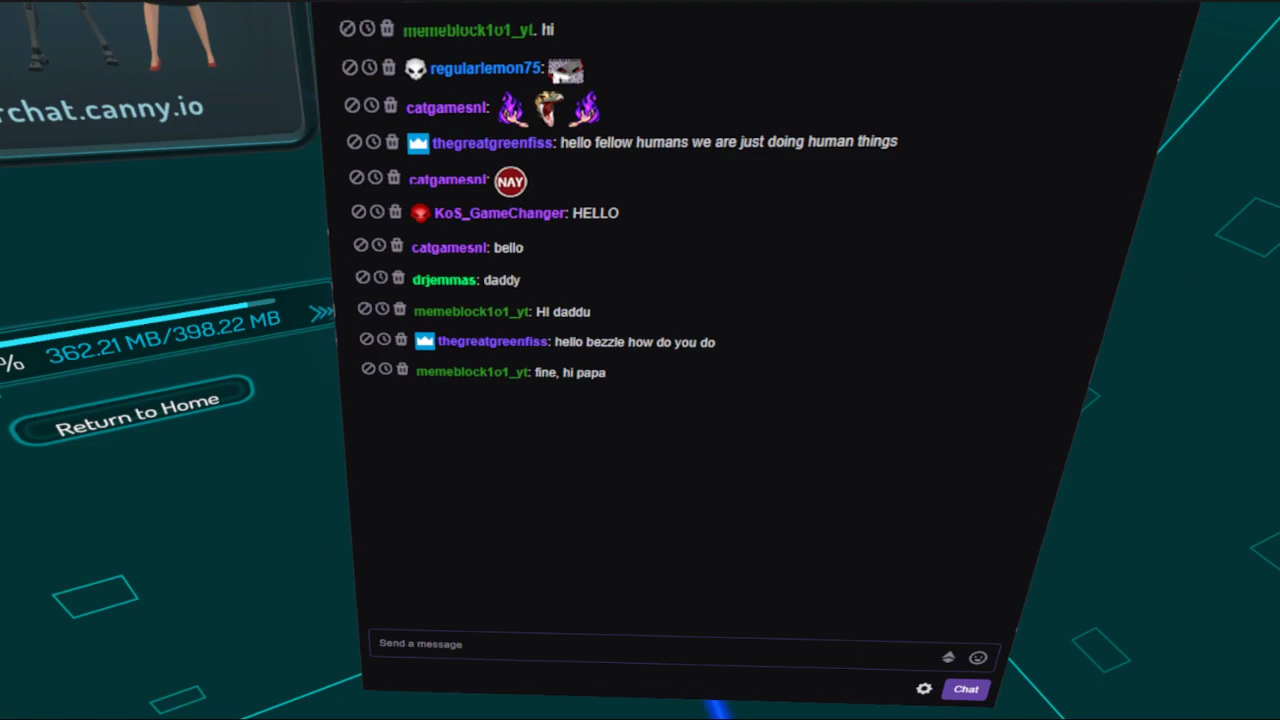 memeblock1o1_yt: hi
regularlemon75:
catgamesnl:
thegreatgreenfiss: hello fellow humans we are just doing human things
catgamesnl: NAY
KoS_GameChanger: HELLO
catgamesnl: bello
drjemmas: daddy
memeblock1o1_yt: HI daddu
thegreatgreenfiss: hello bezzle how do you do
memeblock1o1_yt: fine, hi papa
Send a message
Chat
rchat.canny.io
% 362.21 MB/398.22 MB
Return to Home